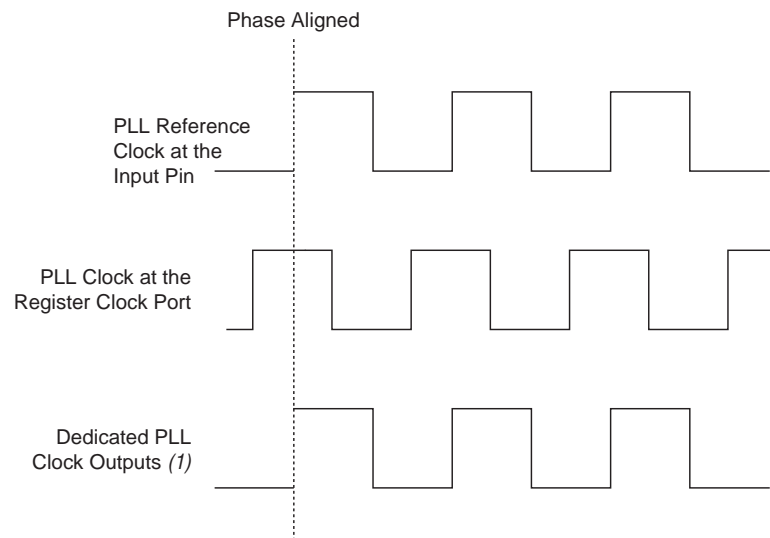 Phase Aligned
PLL Reference
Clock at the
Input Pin
PLL Clock at the
Register Clock Port
Dedicated PLL
Clock Outputs (1)